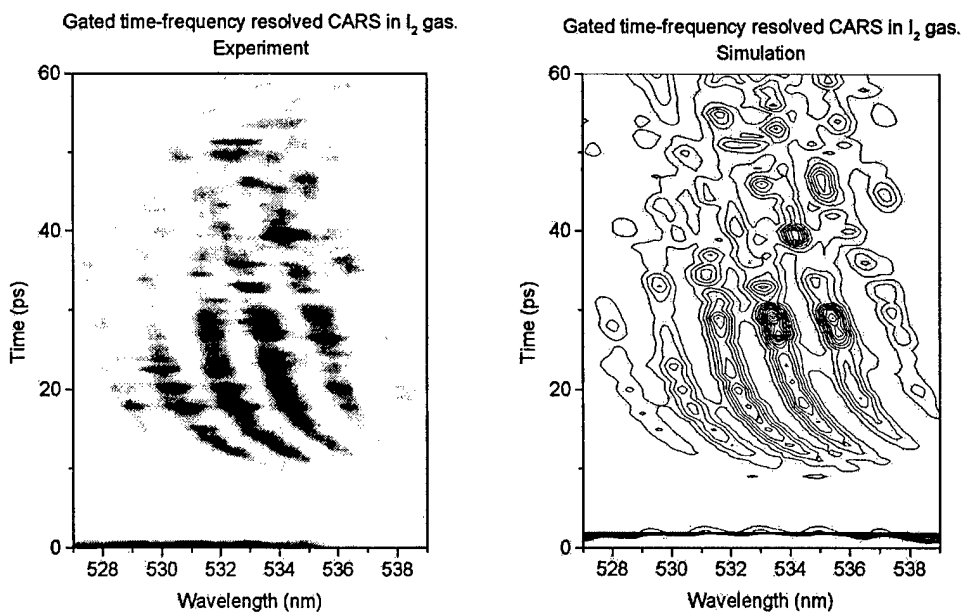 Gated time-frequency resolved CARS in I₂ gas.
Experiment
60
40
20
0
Time (ps)
528 530 532 534 536 538
Wavelength (nm)
Gated time-frequency resolved CARS in I₂ gas.
Simulation
60
40
20
0
Time (ps)
528 530 532 534 536 538
Wavelength (nm)